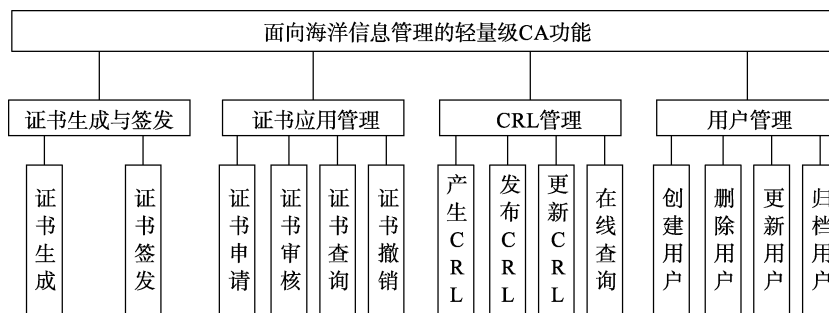 面向海洋信息管理的轻量级CA功能
证书生成与签发
证书应用管理
CRL管理
用户管理
证书生成
证书签发
证书申请
证书审核
证书查询
证书撤销
产生CRL
发布CRL
更新CRL
在线查询
创建用户
删除用户
更新用户
归档用户